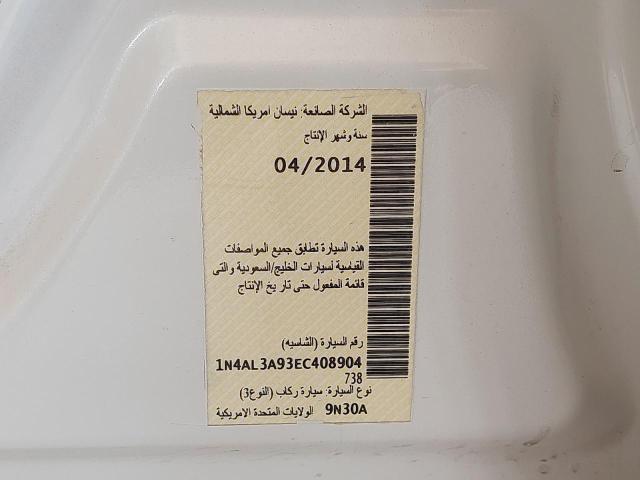 الشركة الصانعة: نيسان امريكا الشمالية
سنة وشهر الإنتاج
04/2014
هذه السيارة تطابق جميع المواصفات
القياسية لسيارات الخليج/السعودية والتى
قائمة المفعول حتى تاريخ الإنتاج
رقم السيارة (الشاسيه)
1N4AL3A93EC408904
738
نوع السيارة: سيارة ركاب (النوع3)
9N30A الولايات المتحدة الامريكية